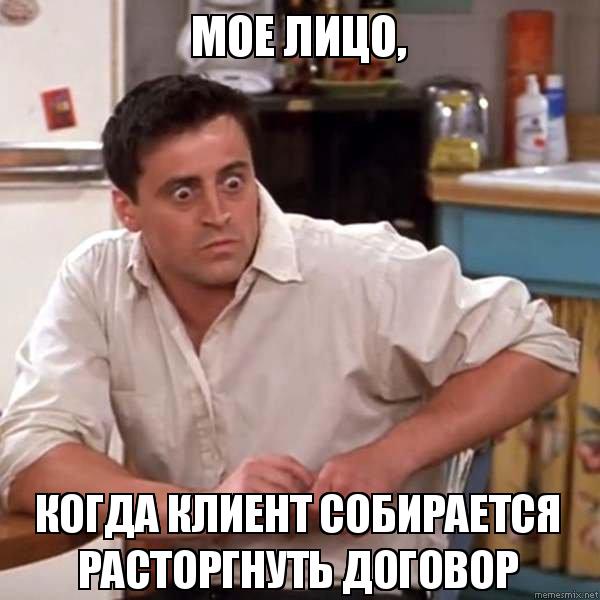 МОЕ ЛИЦО,
КОГДА КЛИЕНТ СОБИРАЕТСЯ
РАСТОРГНУТЬ ДОГОВОР
memesmix.net